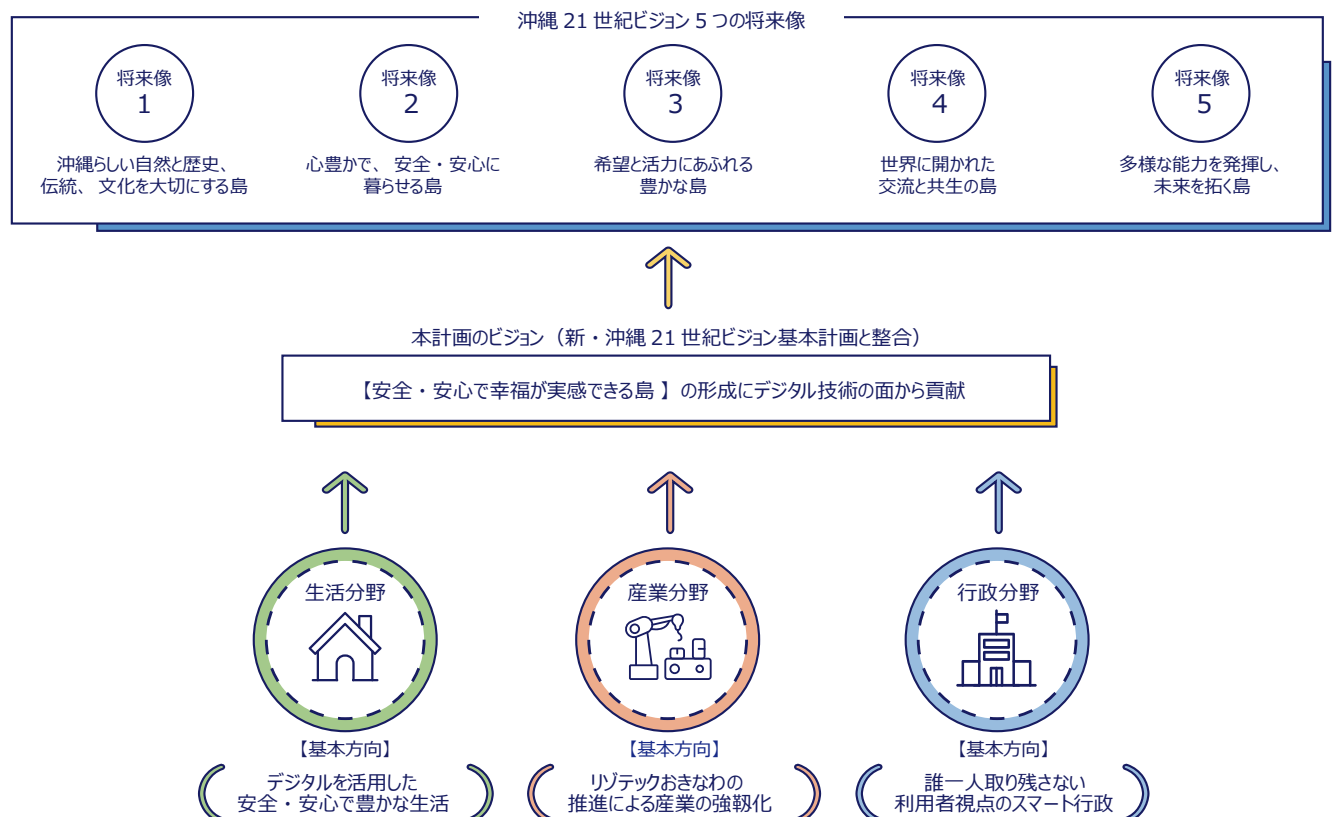 沖縄 21 世紀ビジョン 5 つの将来像
将来像
1
沖縄らしい自然と歴史、
伝統、 文化を大切にする島
将来像
2
心豊かで、 安全・安心に
暮らせる島
将来像
3
希望と活力にあふれる
豊かな島
将来像
4
世界に開かれた
交流と共生の島
将来像
5
多様な能力を発揮し、
未来を拓く島
本計画のビジョン（新・沖縄 21 世紀ビジョン基本計画と整合）
【安全・安心で幸福が実感できる島 】 の形成にデジタル技術の面から貢献
生活分野
【基本方向】
デジタルを活用した
安全・安心で豊かな生活
産業分野
【基本方向】
リゾテックおきなわの
推進による産業の強靱化
行政分野
【基本方向】
誰一人取り残さない
利用者視点のスマート行政